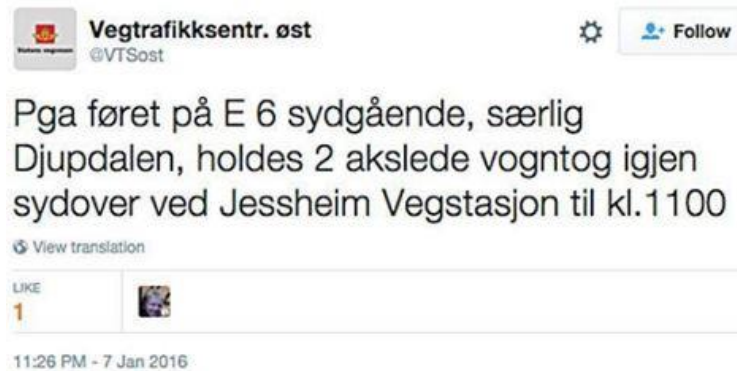 Vegtrafikksentr. øst
@VTSost
Follow
Pga føret på E 6 sydgående, særlig
Djupdalen, holdes 2 akslede vogntog igjen
sydover ved Jessheim Vegstasjon til kl.1100
View translation
LIKE
1
11:26 PM - 7 Jan 2016